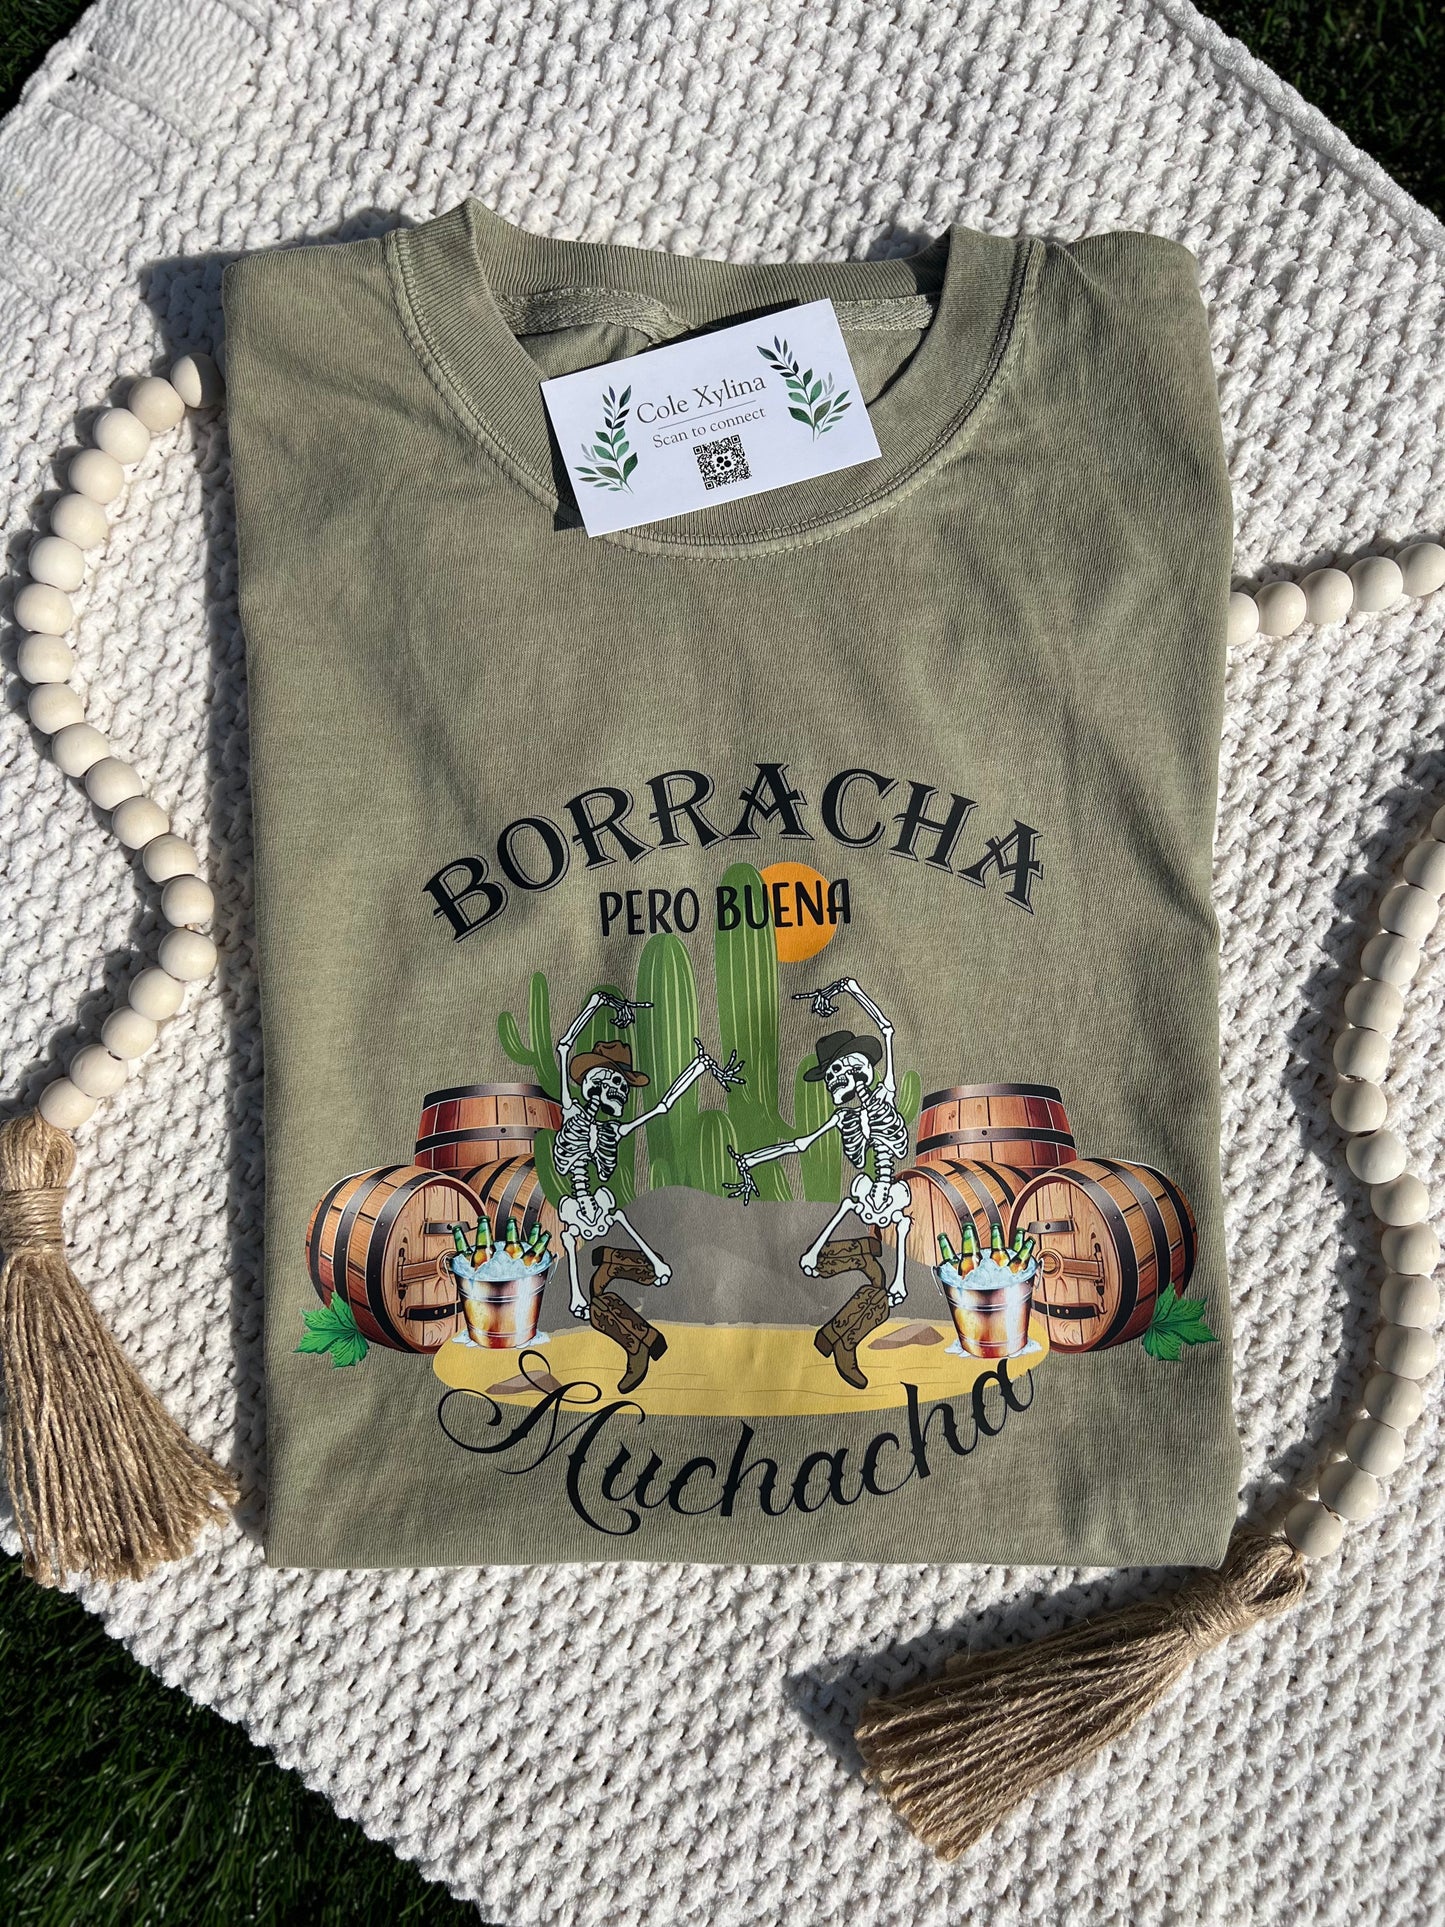 Cole Xylina
Scan to connect
BORRACHA
PERO BUENA
Muchacha